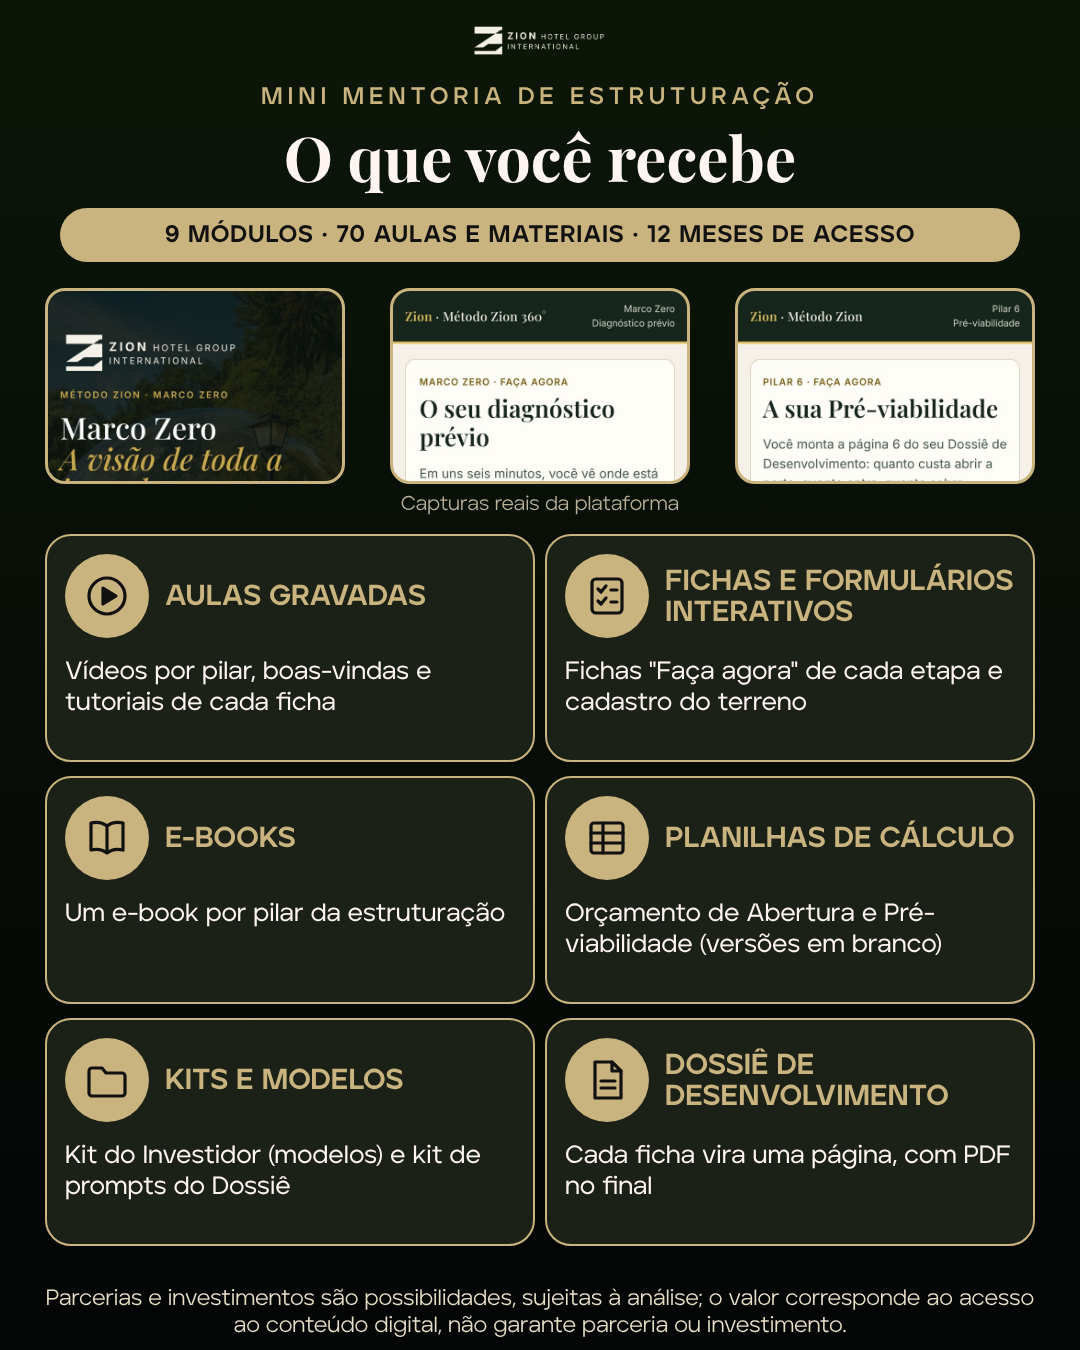 ZION HOTEL GROUP
INTERNATIONAL
MINI MENTORIA DE ESTRUTURAÇÃO
O que você recebe
9 MÓDULOS · 70 AULAS E MATERIAIS · 12 MESES DE ACESSO
ZION HOTEL GROUP
INTERNATIONAL
MÉTODO ZION · MARCO ZERO
Marco Zero
A visão de toda a
Zion · Método Zion 360°
Marco Zero
Diagnóstico prévio
MARCO ZERO · FAÇA AGORA
O seu diagnóstico
prévio
Em uns seis minutos, você vê onde está
Zion · Método Zion
Pilar 6
Pré-viabilidade
PILAR 6 · FAÇA AGORA
A sua Pré-viabilidade
Você monta a página 6 do seu Dossiê de
Desenvolvimento: quanto custa abrir a
Capturas reais da plataforma
AULAS GRAVADAS
Vídeos por pilar, boas-vindas e
tutoriais de cada ficha
FICHAS E FORMULÁRIOS
INTERATIVOS
Fichas "Faça agora" de cada etapa e
cadastro do terreno
E-BOOKS
Um e-book por pilar da estruturação
PLANILHAS DE CÁLCULO
Orçamento de Abertura e Pré-
viabilidade (versões em branco)
KITS E MODELOS
Kit do Investidor (modelos) e kit de
prompts do Dossiê
DOSSIÊ DE
DESENVOLVIMENTO
Cada ficha vira uma página, com PDF
no final
Parcerias e investimentos são possibilidades, sujeitas à análise; o valor corresponde ao acesso
ao conteúdo digital, não garante parceria ou investimento.